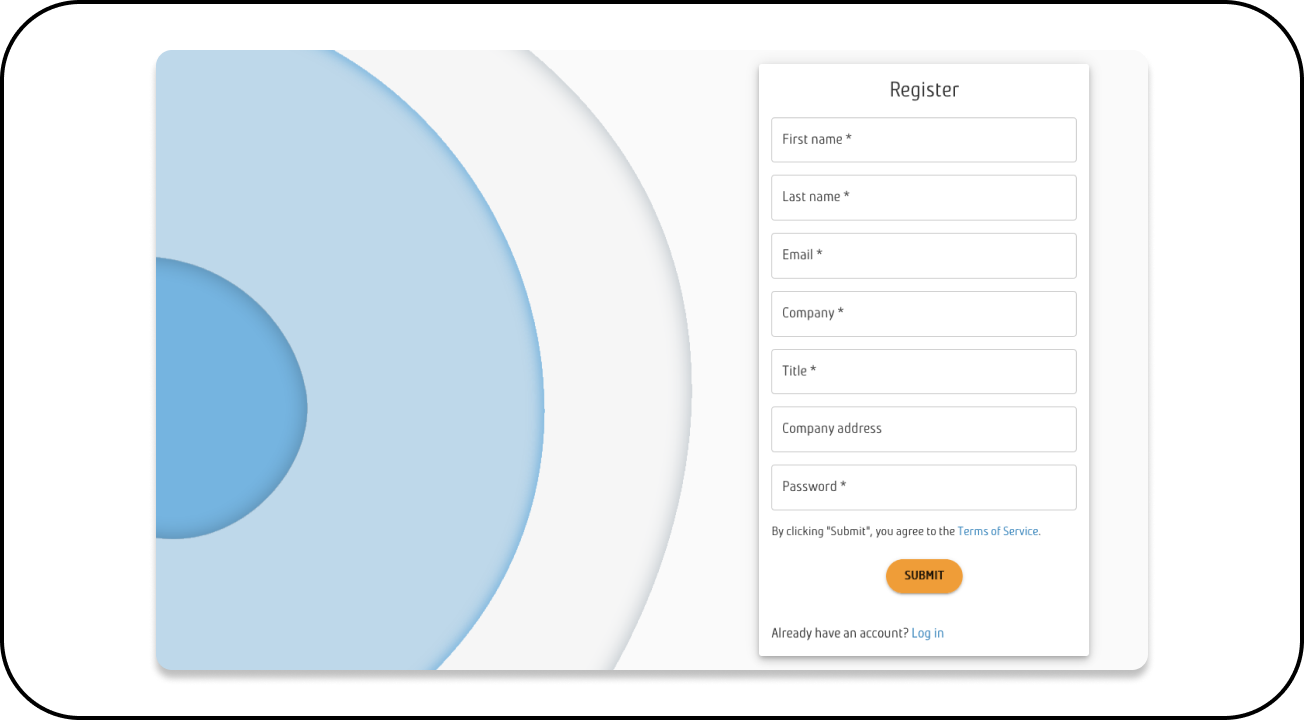 Register
First name *
Last name *
Email *
Company *
Title *
Company address
Password *
By clicking "Submit", you agree to the Terms of Service.
SUBMIT
Already have an account? Log in